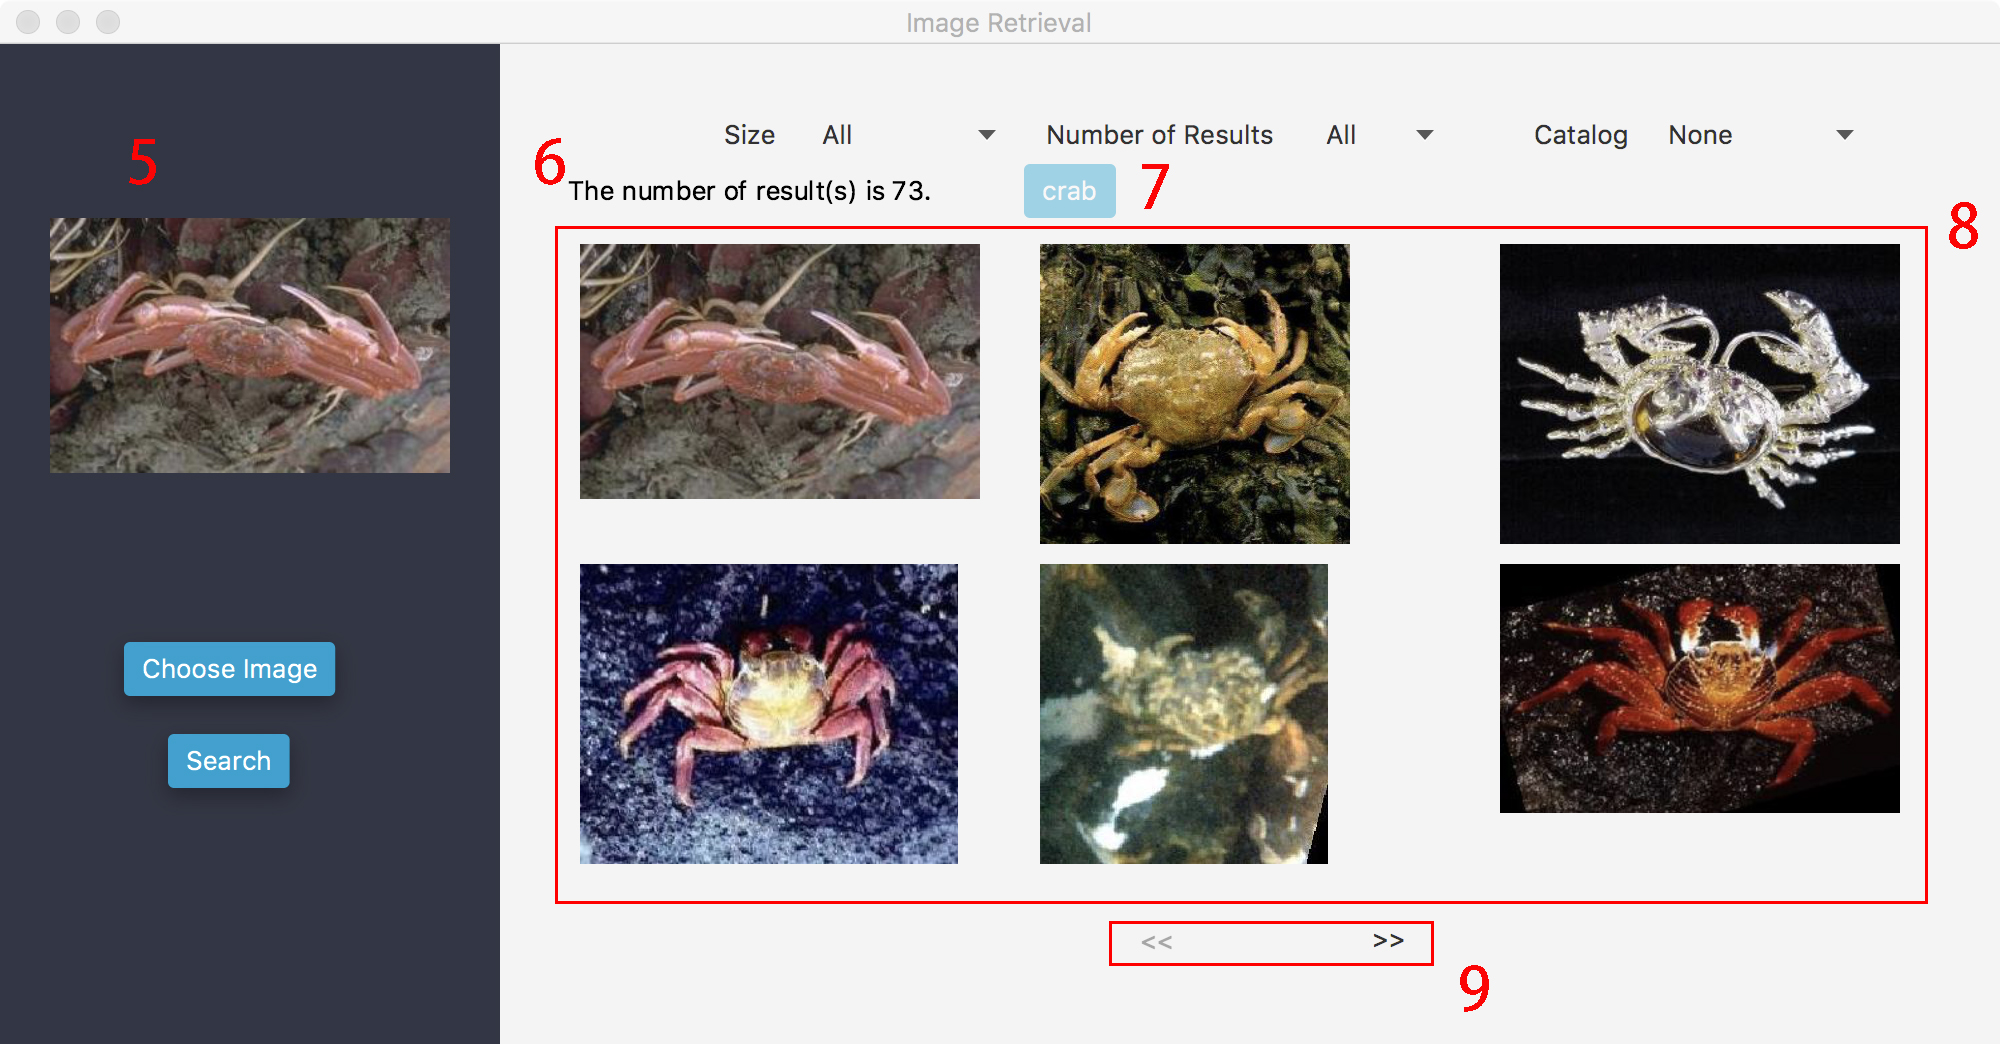 Image Retrieval
5
Choose Image
Search
Size All Number of Results All Catalog None
6 The number of result(s) is 73. crab 7
8
<< >>
9